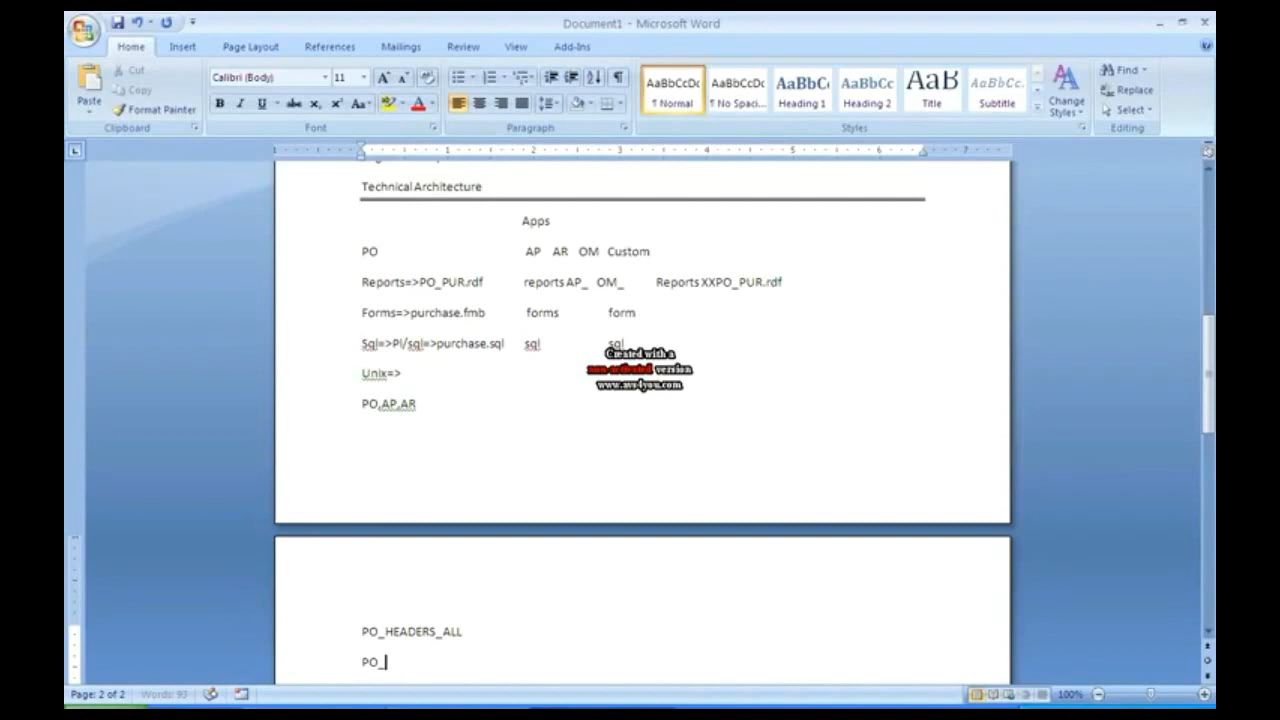 Document1 - Microsoft Word
Home Insert Page Layout References Mailings Review View Add-Ins
Paste
Cut
Copy
Format Painter
Clipboard
Calibri (Body) 11
Font
Paragraph
AaBbCcDc AaBbCcDc AaBbC AaBbCc AaB AaBbCc.
¶ Normal ¶ No Spaci... Heading 1 Heading 2 Title Subtitle
Styles
Change Styles
Find
Replace
Select
Editing
Technical Architecture
Apps
PO AP AR OM Custom
Reports=>PO_PUR.rdf reports AP_ OM_ Reports XXPO_PUR.rdf
Forms=>purchase.fmb forms form
Sql=>Pl/sql=>purchase.sql sql sql
Created with a
non-activated version
www.avs4you.com
Unix=>
PO,AP,AR
PO_HEADERS_ALL
PO_
Page: 2 of 2 Words: 93 100%